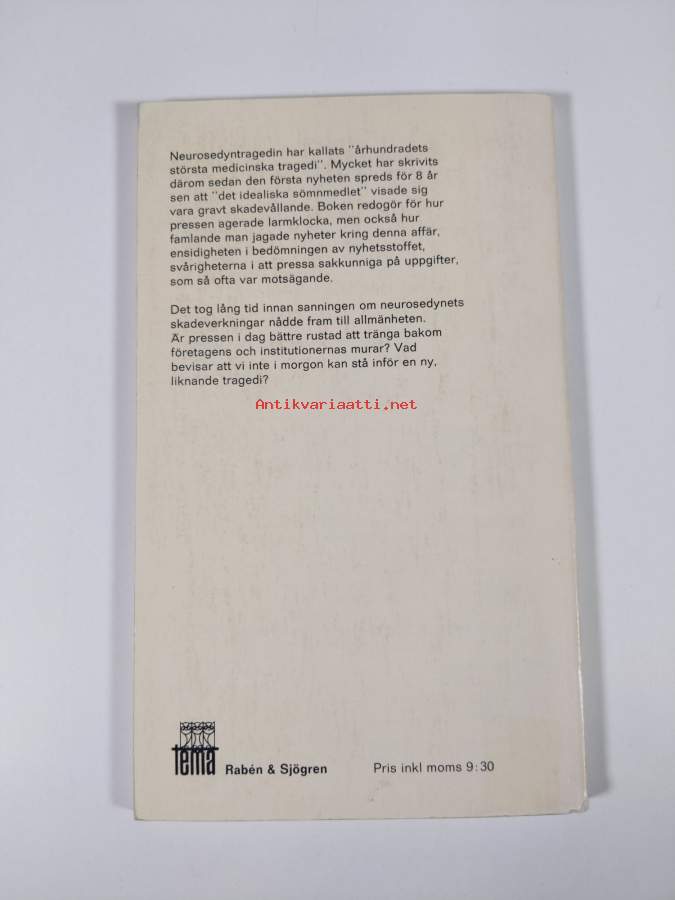 Neurosedyntragedin har kallats "århundradets
största medicinska tragedi". Mycket har skrivits
därom sedan den första nyheten spreds för 8 år
sen att "det idealiska sömnmedlet" visade sig
vara gravt skadevållande. Boken redogör för hur
pressen agerade larmklocka, men också hur
famlande man jagade nyheter kring denna affär,
ensidigheten i bedömningen av nyhetsstoffet,
svårigheterna i att pressa sakkunniga på uppgifter,
som så ofta var motsägande.
Det tog lång tid innan sanningen om neurosedynets
skadeverkningar nådde fram till allmänheten.
Är pressen i dag bättre rustad att tränga bakom
företagens och institutionernas murar? Vad
bevisar att vi inte i morgon kan stå inför en ny,
liknande tragedi?
Antikvariaatti.net
tema Rabén & Sjögren Pris inkl moms 9:30